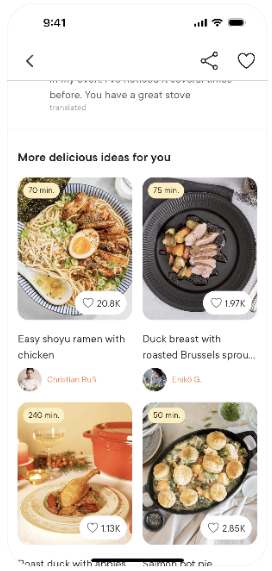 9:41
before. You have a great stove
translated
More delicious ideas for you
70 min.
20.8K
75 min.
1.97K
Easy shoyu ramen with
chicken
Christian Ruß
Duck breast with
roasted Brussels sprou...
Enikő G.
240 min.
1.13K
50 min.
2.85K
Roast duck with apples
Salmon pot pie